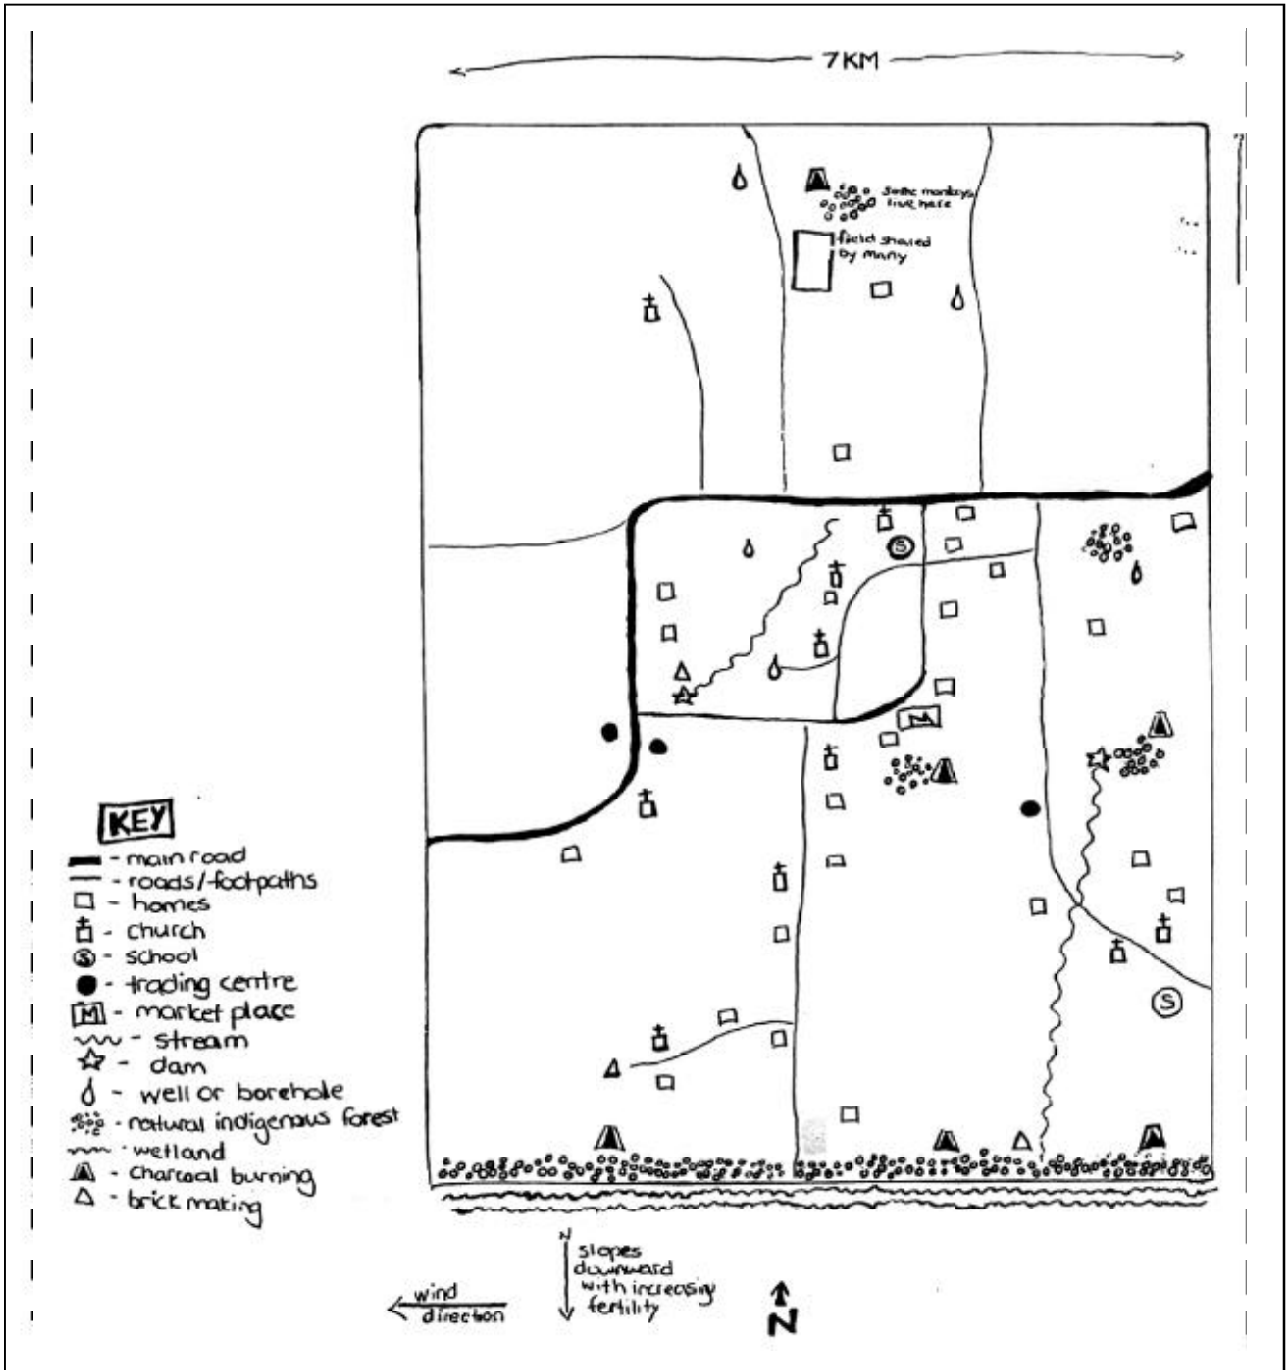 7KM
Some monkeys
live here
field shared
by many
S
M
S
KEY
- main road
- roads/footpaths
- homes
- church
S - school
- trading centre
M - market place
- stream
- dam
- well or borehole
- natural indigenous forest
- wetland
- charcoal burning
- brick making
N
slopes
downward
with increasing
fertility
wind
direction
N